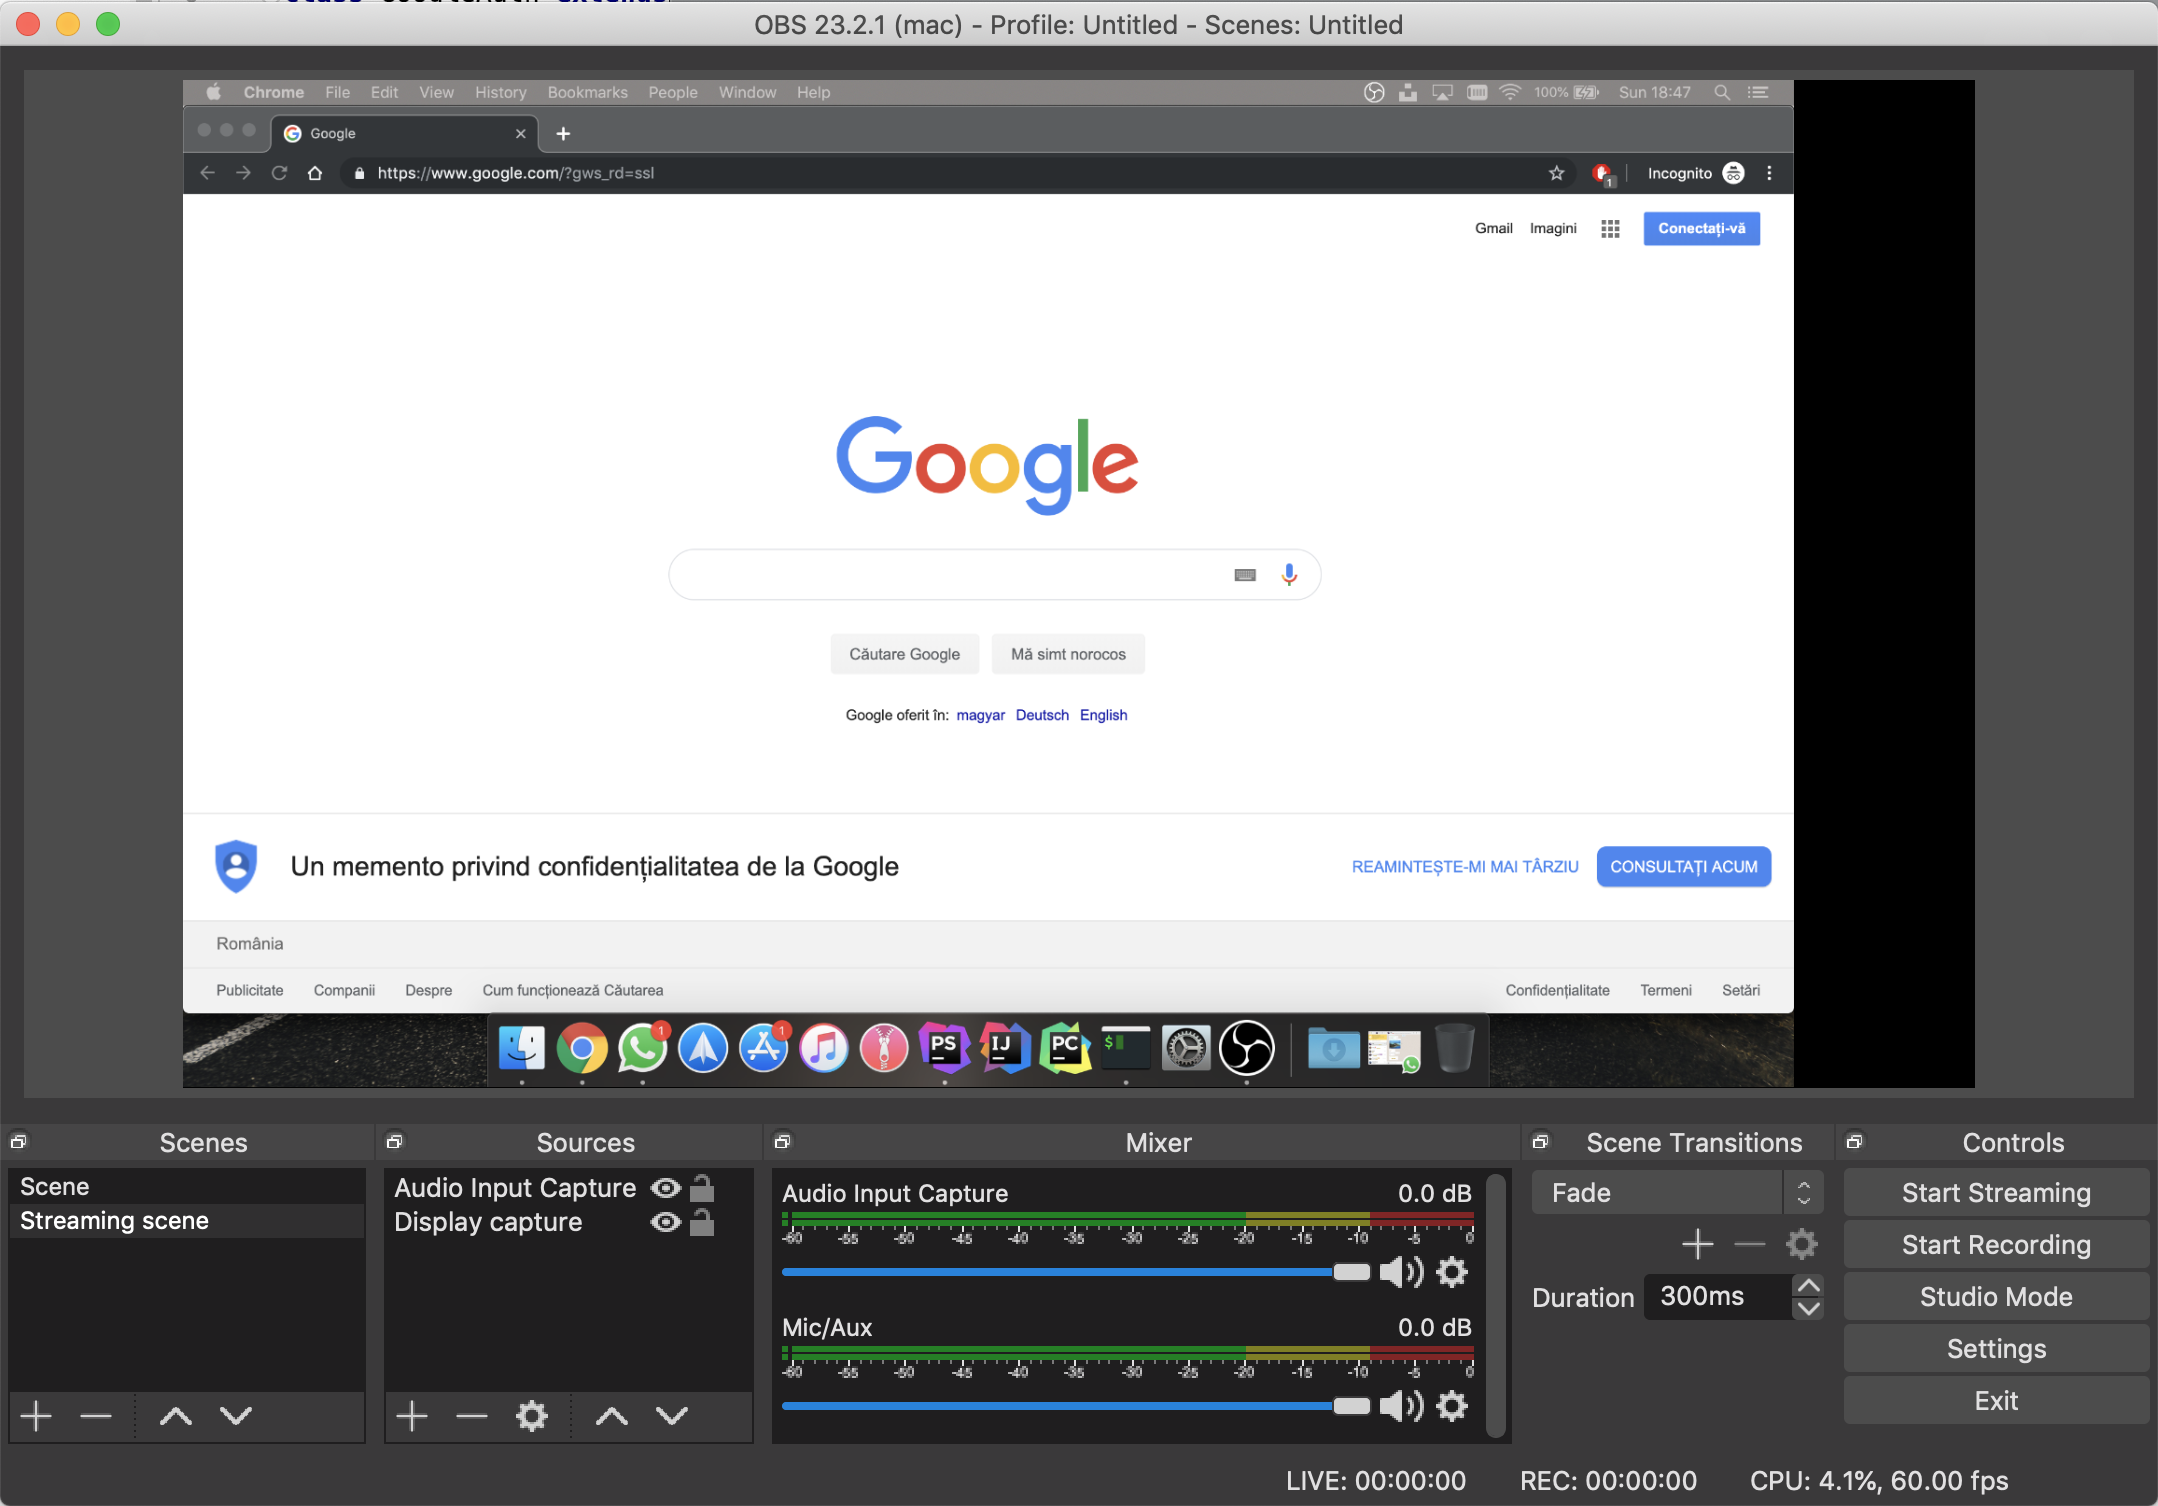 OBS 23.2.1 (mac) - Profile: Untitled - Scenes: Untitled
Chrome File Edit View History Bookmarks People Window Help 100% Sun 18:47
Google
https://www.google.com/?gws_rd=ssl Incognito
1
Gmail Imagini Conectați-vă
Google
Căutare Google Mă simt norocos
Google oferit în: magyar Deutsch English
Un memento privind confidențialitatea de la Google REAMINTEȘTE-MI MAI TÂRZIU CONSULTAȚI ACUM
România
Publicitate Companii Despre Cum funcționează Căutarea Confidențialitate Termeni Setări
1 1 PS IJ PC $
Scenes Sources Mixer Scene Transitions Controls
Scene
Streaming scene
Audio Input Capture
Display capture
Audio Input Capture 0.0 dB
-60 -55 -50 -45 -40 -35 -30 -25 -20 -15 -10 -5 0
Mic/Aux 0.0 dB
-60 -55 -50 -45 -40 -35 -30 -25 -20 -15 -10 -5 0
Fade
Duration 300ms
Start Streaming
Start Recording
Studio Mode
Settings
Exit
LIVE: 00:00:00 REC: 00:00:00 CPU: 4.1%, 60.00 fps